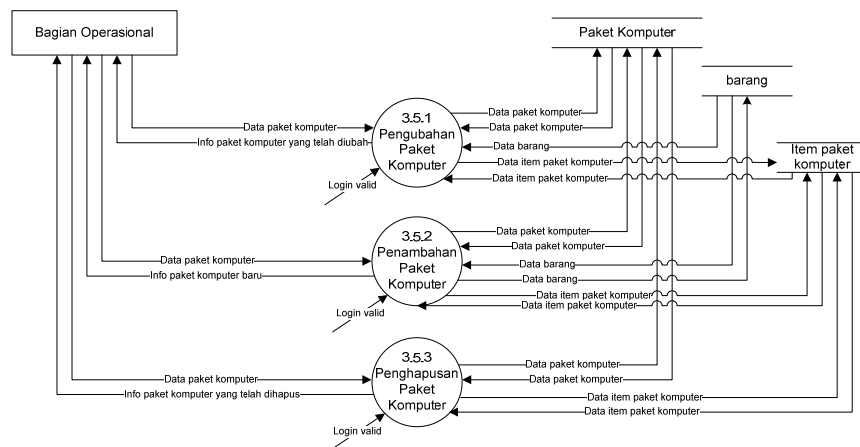 Bagian Operasional
Paket Komputer
barang
Item paket
komputer
3.5.1
Pengubahan
Paket
Komputer
Data paket komputer
Info paket komputer yang telah diubah
Login valid
Data paket komputer
Data paket komputer
Data barang
Data item paket komputer
Data item paket komputer
3.5.2
Penambahan
Paket
Komputer
Data paket komputer
Info paket komputer baru
Login valid
Data paket komputer
Data paket komputer
Data barang
Data barang
Data item paket komputer
Data item paket komputer
3.5.3
Penghapusan
Paket
Komputer
Data paket komputer
Info paket komputer yang telah dihapus
Login valid
Data paket komputer
Data paket komputer
Data item paket komputer
Data item paket komputer